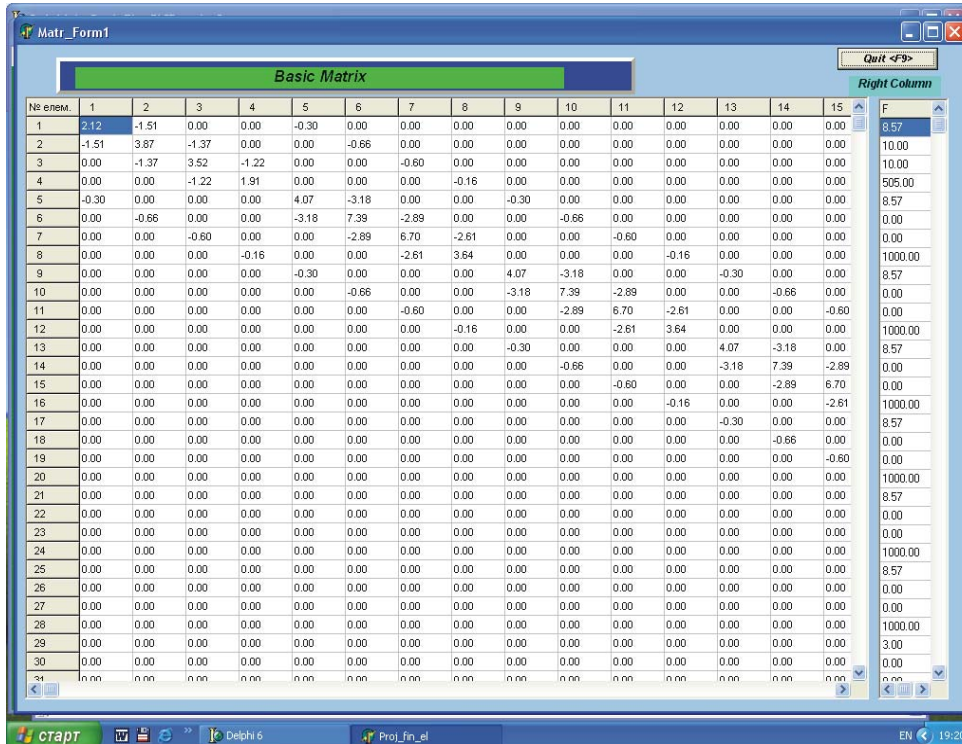 Matr_Form1
Quit <F9>
Basic Matrix
Right Column
№ елем. 1 2 3 4 5 6 7 8 9 10 11 12 13 14 15 F
1 2.12 -1.51 0.00 0.00 -0.30 0.00 0.00 0.00 0.00 0.00 0.00 0.00 0.00 0.00 0.00 8.57
2 -1.51 3.87 -1.37 0.00 0.00 -0.66 0.00 0.00 0.00 0.00 0.00 0.00 0.00 0.00 0.00 10.00
3 0.00 -1.37 3.52 -1.22 0.00 0.00 -0.60 0.00 0.00 0.00 0.00 0.00 0.00 0.00 0.00 10.00
4 0.00 0.00 -1.22 1.91 0.00 0.00 0.00 -0.16 0.00 0.00 0.00 0.00 0.00 0.00 0.00 505.00
5 -0.30 0.00 0.00 0.00 4.07 -3.18 0.00 0.00 -0.30 0.00 0.00 0.00 0.00 0.00 0.00 8.57
6 0.00 -0.66 0.00 0.00 -3.18 7.39 -2.89 0.00 0.00 -0.66 0.00 0.00 0.00 0.00 0.00 0.00
7 0.00 0.00 -0.60 0.00 0.00 -2.89 6.70 -2.61 0.00 0.00 -0.60 0.00 0.00 0.00 0.00 0.00
8 0.00 0.00 0.00 -0.16 0.00 0.00 -2.61 3.64 0.00 0.00 0.00 -0.16 0.00 0.00 0.00 1000.00
9 0.00 0.00 0.00 0.00 -0.30 0.00 0.00 0.00 4.07 -3.18 0.00 0.00 -0.30 0.00 0.00 8.57
10 0.00 0.00 0.00 0.00 0.00 -0.66 0.00 0.00 -3.18 7.39 -2.89 0.00 0.00 -0.66 0.00 0.00
11 0.00 0.00 0.00 0.00 0.00 0.00 -0.60 0.00 0.00 -2.89 6.70 -2.61 0.00 0.00 -0.60 0.00
12 0.00 0.00 0.00 0.00 0.00 0.00 0.00 -0.16 0.00 0.00 -2.61 3.64 0.00 0.00 0.00 1000.00
13 0.00 0.00 0.00 0.00 0.00 0.00 0.00 0.00 -0.30 0.00 0.00 0.00 4.07 -3.18 0.00 8.57
14 0.00 0.00 0.00 0.00 0.00 0.00 0.00 0.00 0.00 -0.66 0.00 0.00 -3.18 7.39 -2.89 0.00
15 0.00 0.00 0.00 0.00 0.00 0.00 0.00 0.00 0.00 0.00 -0.60 0.00 0.00 -2.89 6.70 0.00
16 0.00 0.00 0.00 0.00 0.00 0.00 0.00 0.00 0.00 0.00 0.00 -0.16 0.00 0.00 -2.61 1000.00
17 0.00 0.00 0.00 0.00 0.00 0.00 0.00 0.00 0.00 0.00 0.00 0.00 -0.30 0.00 0.00 8.57
18 0.00 0.00 0.00 0.00 0.00 0.00 0.00 0.00 0.00 0.00 0.00 0.00 0.00 -0.66 0.00 0.00
19 0.00 0.00 0.00 0.00 0.00 0.00 0.00 0.00 0.00 0.00 0.00 0.00 0.00 0.00 -0.60 0.00
20 0.00 0.00 0.00 0.00 0.00 0.00 0.00 0.00 0.00 0.00 0.00 0.00 0.00 0.00 0.00 1000.00
21 0.00 0.00 0.00 0.00 0.00 0.00 0.00 0.00 0.00 0.00 0.00 0.00 0.00 0.00 0.00 8.57
22 0.00 0.00 0.00 0.00 0.00 0.00 0.00 0.00 0.00 0.00 0.00 0.00 0.00 0.00 0.00 0.00
23 0.00 0.00 0.00 0.00 0.00 0.00 0.00 0.00 0.00 0.00 0.00 0.00 0.00 0.00 0.00 0.00
24 0.00 0.00 0.00 0.00 0.00 0.00 0.00 0.00 0.00 0.00 0.00 0.00 0.00 0.00 0.00 1000.00
25 0.00 0.00 0.00 0.00 0.00 0.00 0.00 0.00 0.00 0.00 0.00 0.00 0.00 0.00 0.00 8.57
26 0.00 0.00 0.00 0.00 0.00 0.00 0.00 0.00 0.00 0.00 0.00 0.00 0.00 0.00 0.00 0.00
27 0.00 0.00 0.00 0.00 0.00 0.00 0.00 0.00 0.00 0.00 0.00 0.00 0.00 0.00 0.00 0.00
28 0.00 0.00 0.00 0.00 0.00 0.00 0.00 0.00 0.00 0.00 0.00 0.00 0.00 0.00 0.00 1000.00
29 0.00 0.00 0.00 0.00 0.00 0.00 0.00 0.00 0.00 0.00 0.00 0.00 0.00 0.00 0.00 3.00
30 0.00 0.00 0.00 0.00 0.00 0.00 0.00 0.00 0.00 0.00 0.00 0.00 0.00 0.00 0.00 0.00
старт Delphi 6 Proj_fin_el EN 19:20